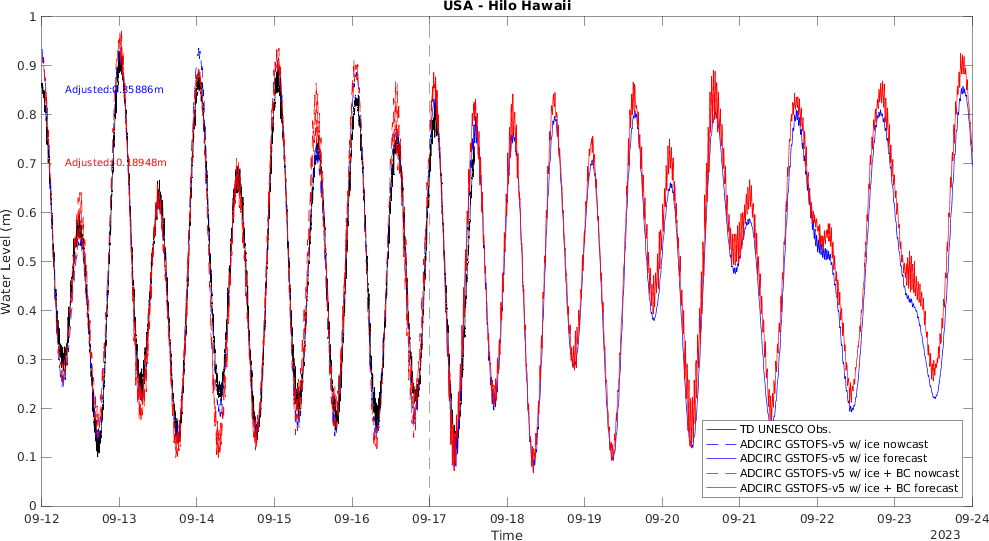 USA - Hilo Hawaii
1
0.9
0.8
0.7
0.6
0.5
0.4
0.3
0.2
0.1
0
Water Level (m)
Adjusted:0.35886m
Adjusted:0.18948m
TD UNESCO Obs.
ADCIRC GSTOFS-v5 w/ ice nowcast
ADCIRC GSTOFS-v5 w/ ice forecast
ADCIRC GSTOFS-v5 w/ ice + BC nowcast
ADCIRC GSTOFS-v5 w/ ice + BC forecast
09-12 09-13 09-14 09-15 09-16 09-17 09-18 09-19 09-20 09-21 09-22 09-23 09-24
Time
2023